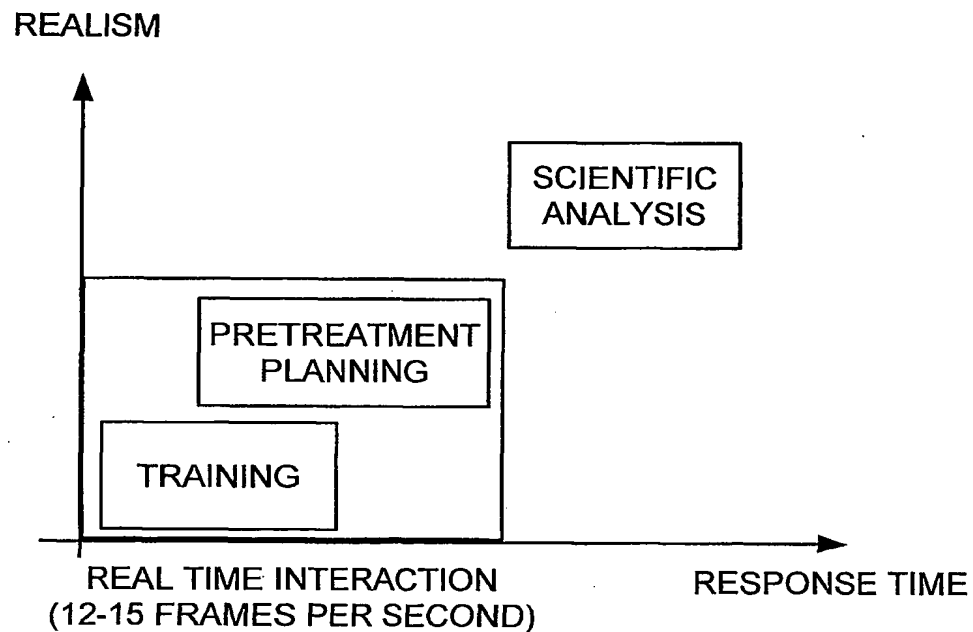 REALISM
SCIENTIFIC
ANALYSIS
PRETREATMENT
PLANNING
TRAINING
REAL TIME INTERACTION
(12-15 FRAMES PER SECOND)
RESPONSE TIME